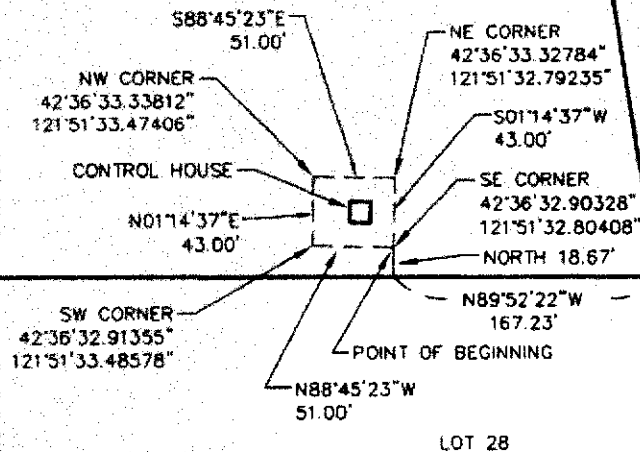 S88°45'23"E
51.00'
NE CORNER
42°36'33.32784"
121°51'32.79235"
NW CORNER
42°36'33.33812"
121°51'33.47406"
S01°14'37"W
43.00'
CONTROL HOUSE
SE CORNER
42°36'32.90328"
121°51'32.80408"
N01°14'37"E
43.00'
NORTH 18.67'
N89°52'22"W
167.23'
SW CORNER
42°36'32.91355"
121°51'33.48578"
POINT OF BEGINNING
N88°45'23"W
51.00'
LOT 28